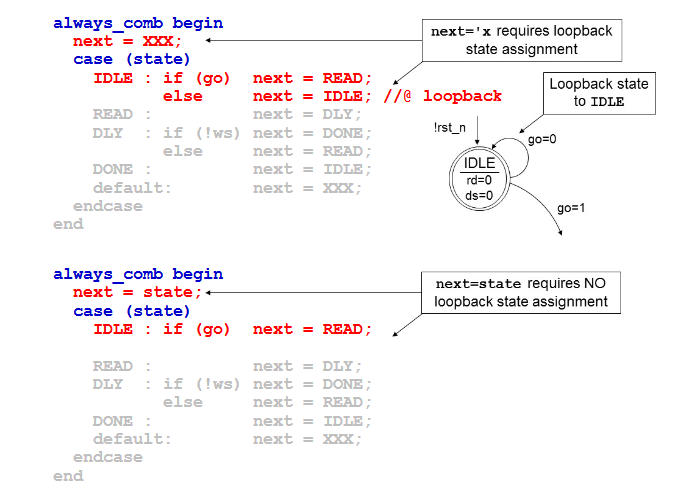 always_comb begin
next = XXX;
case (state)
IDLE : if (go) next = READ;
else next = IDLE; //@ loopback
READ : next = DLY;
DLY : if (!ws) next = DONE;
else next = READ;
DONE : next = IDLE;
default: next = XXX;
endcase
end
next='x requires loopback
state assignment
Loopback state
to IDLE
!rst_n
go=0
IDLE
rd=0
ds=0
go=1
always_comb begin
next = state;
case (state)
IDLE : if (go) next = READ;
READ : next = DLY;
DLY : if (!ws) next = DONE;
else next = READ;
DONE : next = IDLE;
default: next = XXX;
endcase
end
next=state requires NO
loopback state assignment